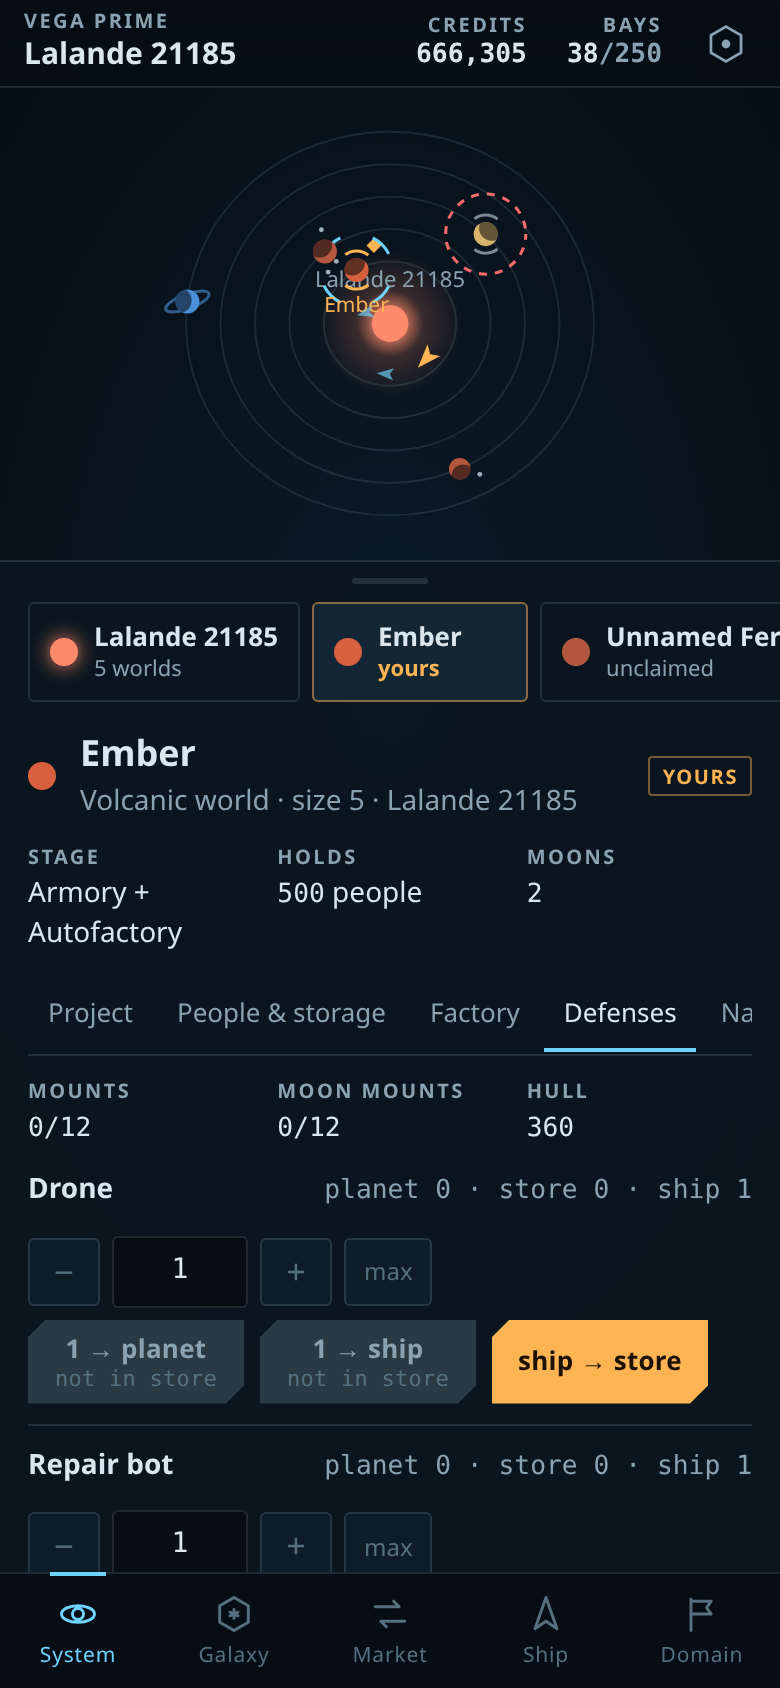 VEGA PRIME
Lalande 21185
CREDITS
666,305
BAYS
38/250
Lalande 21185
Ember
Lalande 21185
5 worlds
Ember
yours
Unnamed Fer
unclaimed
Ember
Volcanic world · size 5 · Lalande 21185
YOURS
STAGE
Armory +
Autofactory
HOLDS
500 people
MOONS
2
Project
People & storage
Factory
Defenses
Na
MOUNTS
0/12
MOON MOUNTS
0/12
HULL
360
Drone
planet 0 · store 0 · ship 1
−
1
+
max
1 → planet
not in store
1 → ship
not in store
ship → store
Repair bot
planet 0 · store 0 · ship 1
−
1
+
max
System
Galaxy
Market
Ship
Domain